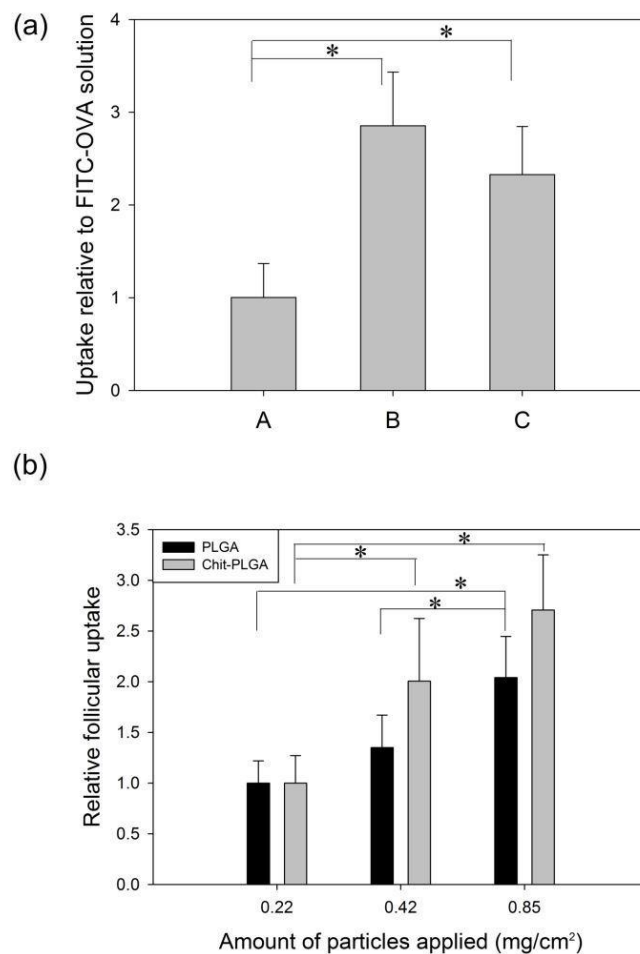 (a)
Uptake relative to FITC-OVA solution
4
3
2
1
0
*
*
A B C
(b)
Relative follicular uptake
3.5
3.0
2.5
2.0
1.5
1.0
0.5
0.0
PLGA
Chit-PLGA
*
*
*
*
0.22 0.42 0.85
Amount of particles applied (mg/cm²)